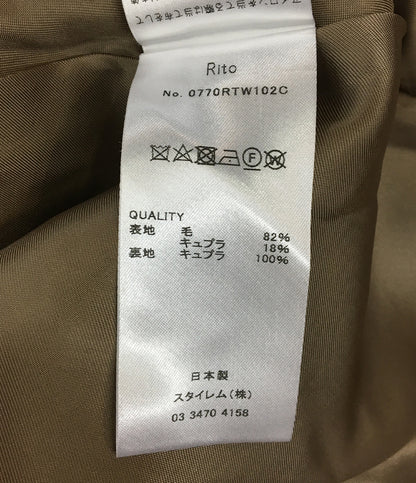 Rito
No. 0770RTW102C
QUALITY
表地 毛 82%
キュプラ 18%
裏地 キュプラ 100%
日本製
スタイレム(株)
03 3470 4158